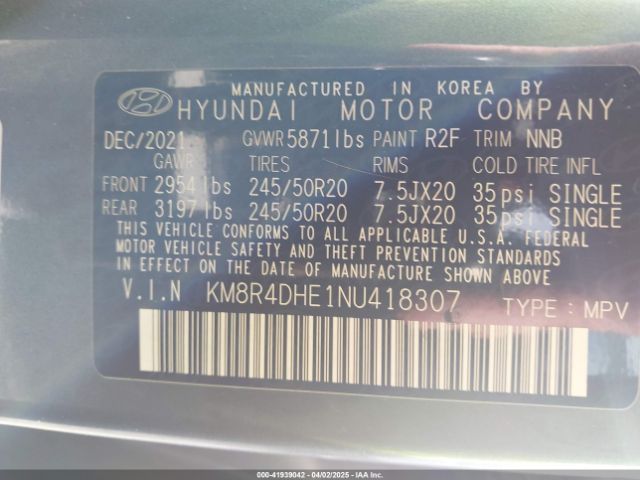 MANUFACTURED IN KOREA BY
HYUNDAI MOTOR COMPANY
DEC/2021 GVWR 5871lbs PAINT R2F TRIM NNB
GAWR TIRES RIMS COLD TIRE INFL
FRONT 2954lbs 245/50R20 7.5JX20 35psi SINGLE
REAR 3197lbs 245/50R20 7.5JX20 35psi SINGLE
THIS VEHICLE CONFORMS TO ALL APPLICABLE U.S.A. FEDERAL
MOTOR VEHICLE SAFETY AND THEFT PREVENTION STANDARDS
IN EFFECT ON THE DATE OF MANUFACTURE SHOWN ABOVE
V.I.N KM8R4DHE1NU418307 TYPE: MPV
000-41939042 04/02/2025 IAA, Inc.